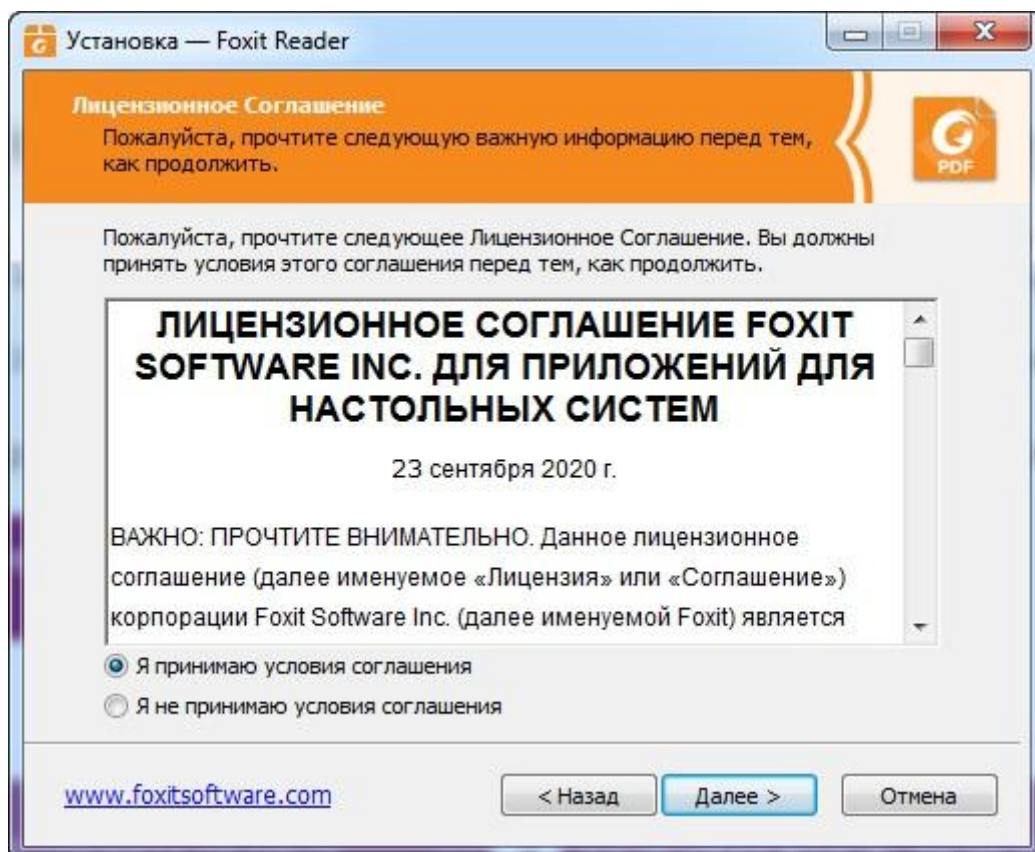 Установка — Foxit Reader
Лицензионное Соглашение
Пожалуйста, прочтите следующую важную информацию перед тем,
как продолжить.
PDF
Пожалуйста, прочтите следующее Лицензионное Соглашение. Вы должны
принять условия этого соглашения перед тем, как продолжить.
ЛИЦЕНЗИОННОЕ СОГЛАШЕНИЕ FOXIT
SOFTWARE INC. ДЛЯ ПРИЛОЖЕНИЙ ДЛЯ
НАСТОЛЬНЫХ СИСТЕМ
23 сентября 2020 г.
ВАЖНО: ПРОЧТИТЕ ВНИМАТЕЛЬНО. Данное лицензионное
соглашение (далее именуемое «Лицензия» или «Соглашение»)
корпорации Foxit Software Inc. (далее именуемой Foxit) является
Я принимаю условия соглашения
Я не принимаю условия соглашения
www.foxitsoftware.com
< Назад
Далее >
Отмена